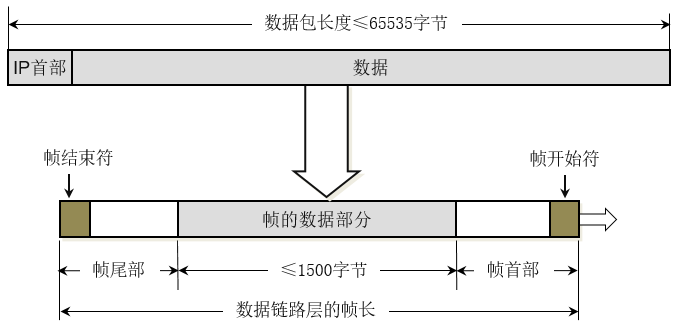 数据包长度≤65535字节
IP首部
数据
帧结束符
帧开始符
帧的数据部分
帧尾部
≤1500字节
帧首部
数据链路层的帧长